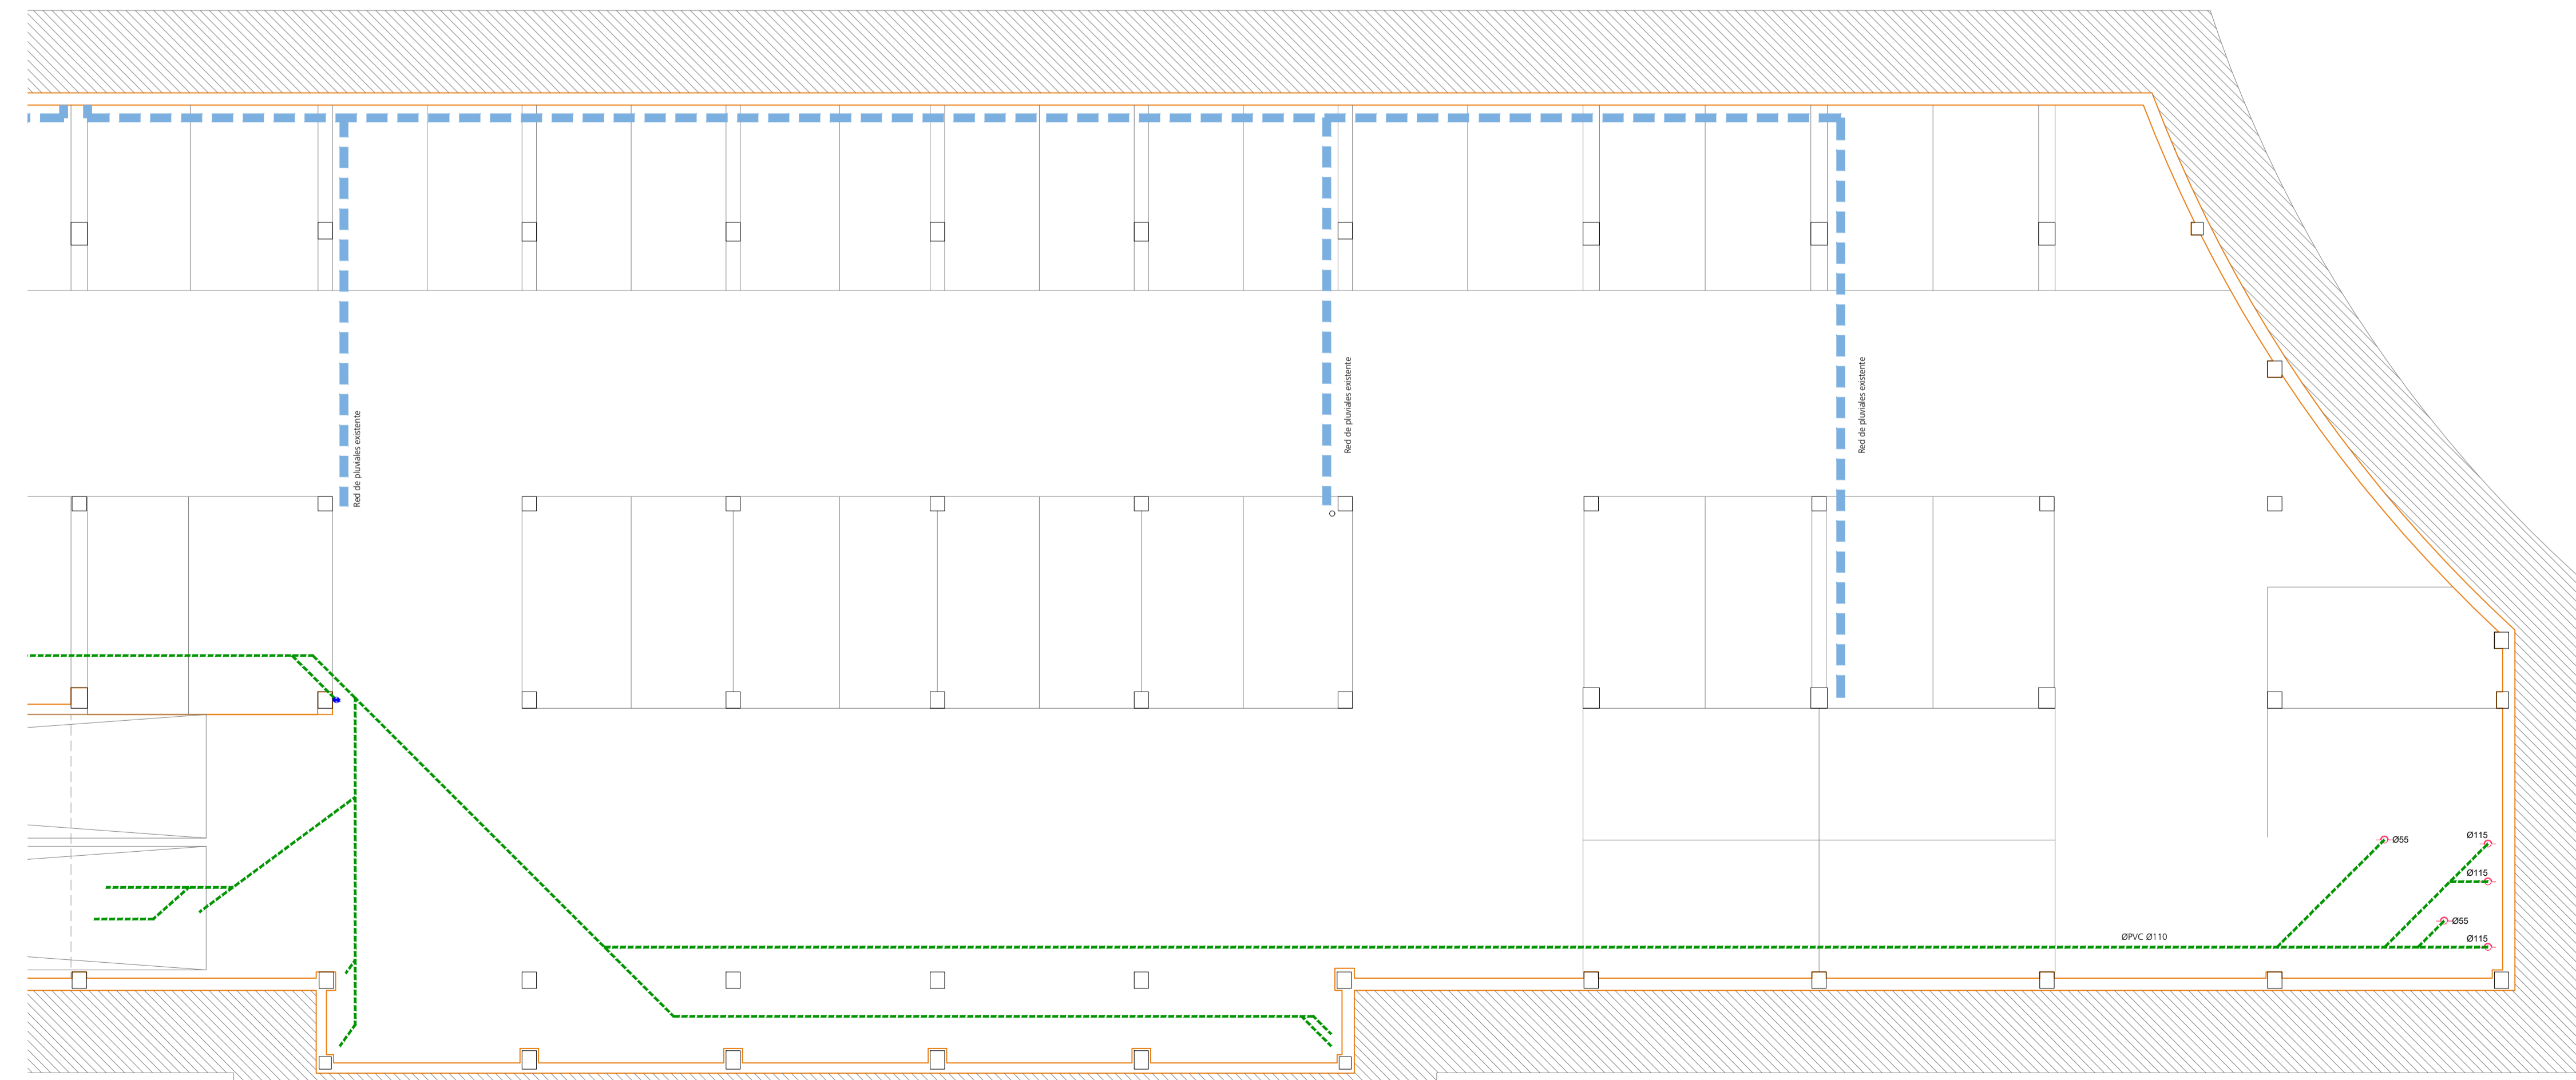 Red de pluviales existente
Red de pluviales existente
Red de pluviales existente
Ø115
Ø55
Ø115
Ø55
ØPVC Ø110
Ø115